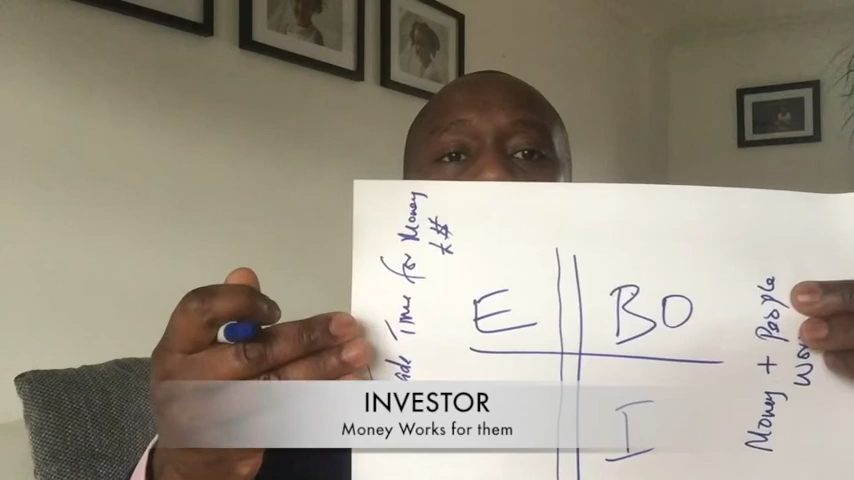 Time for Money
£$
E
BO
I
Money + People
INVESTOR
Money Works for them